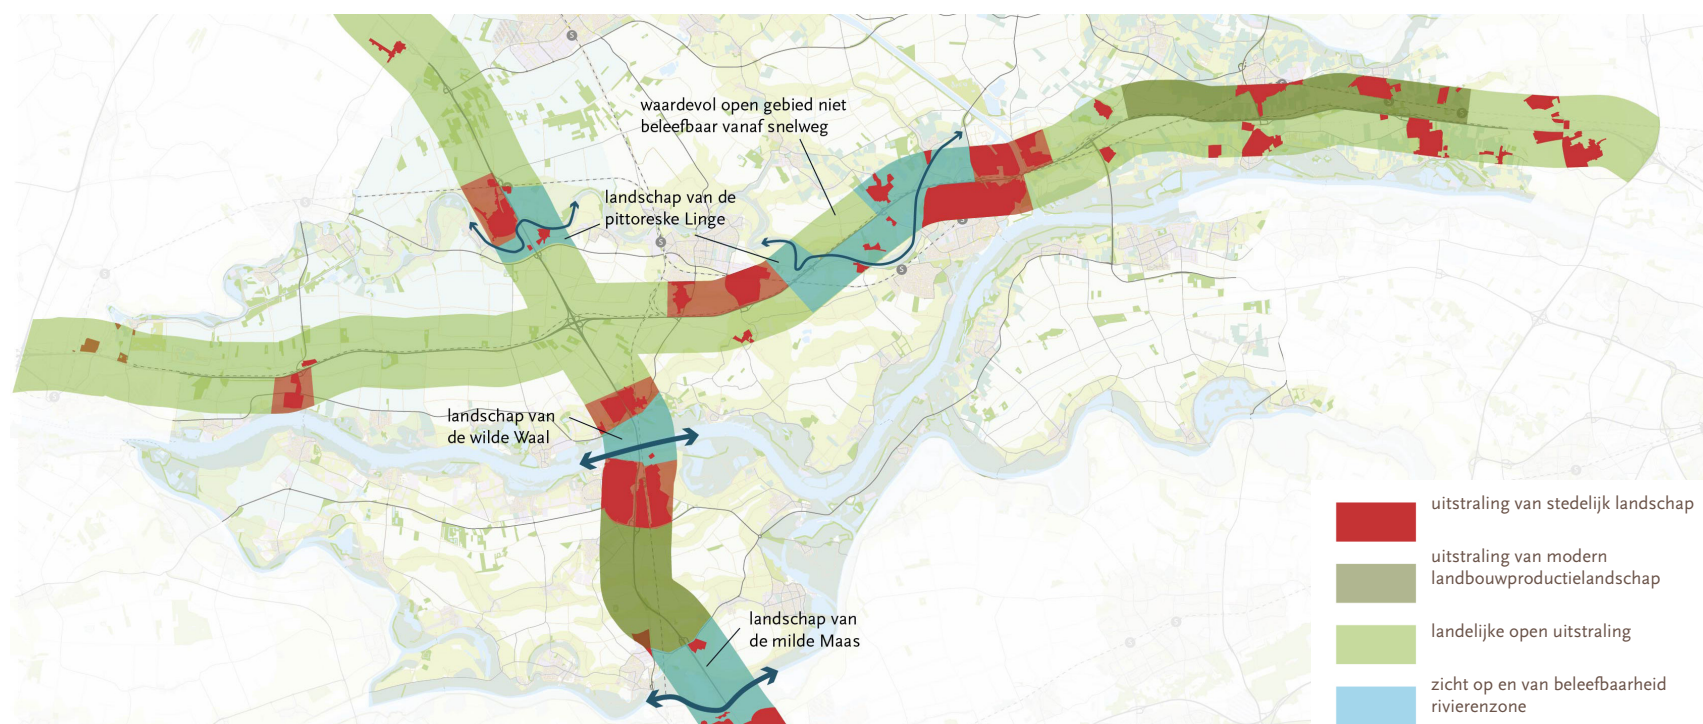 waardevol open gebied niet
beleefbaar vanaf snelweg
landschap van de
pittoreske Linge
landschap van
de wilde Waal
landschap van
de milde Maas
uitstraling van stedelijk landschap
uitstraling van modern
landbouwproductielandschap
landelijke open uitstraling
zicht op en van beleefbaarheid
rivierenzone